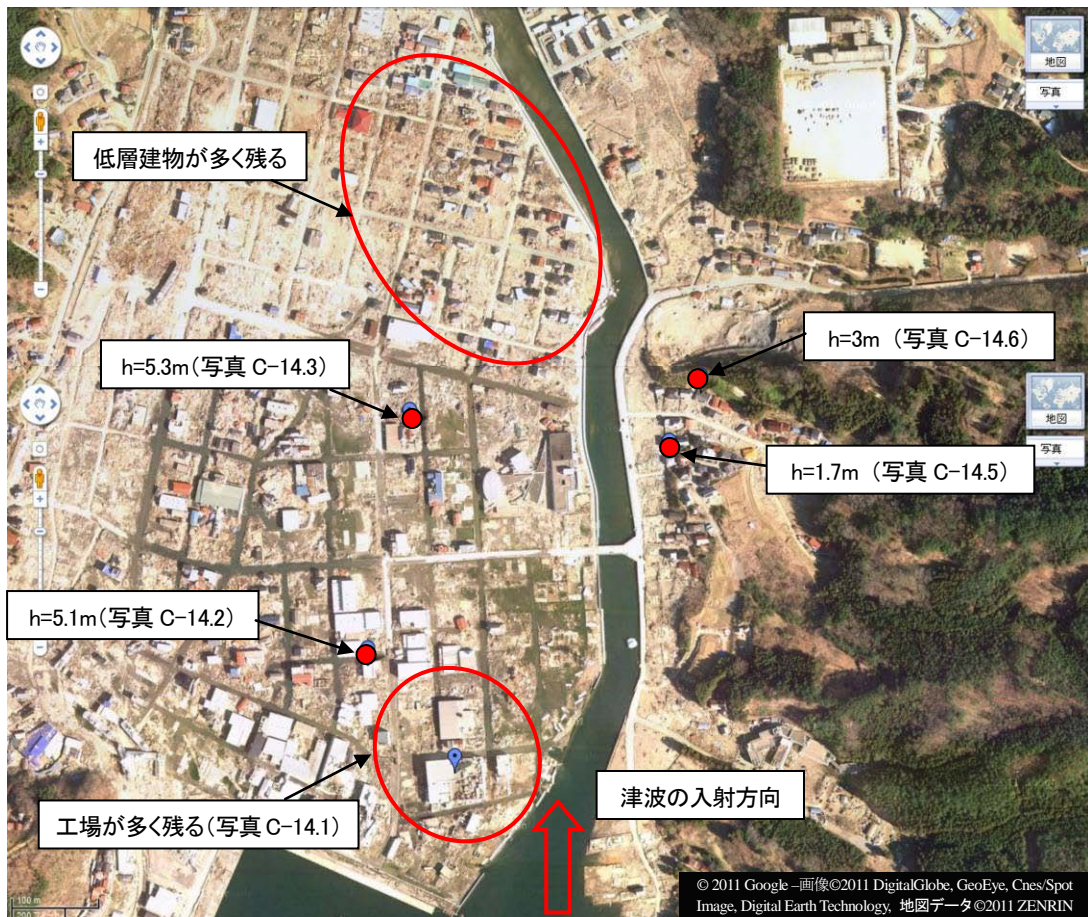 地図
写真
低層建物が多く残る
h=3m (写真 C-14.6)
h=5.3m(写真 C-14.3)
地図
写真
h=1.7m (写真 C-14.5)
h=5.1m(写真 C-14.2)
津波の入射方向
工場が多く残る(写真 C-14.1)
100 m
200
© 2011 Google –画像©2011 DigitalGlobe, GeoEye, Cnes/Spot
Image, Digital Earth Technology, 地図データ©2011 ZENRIN